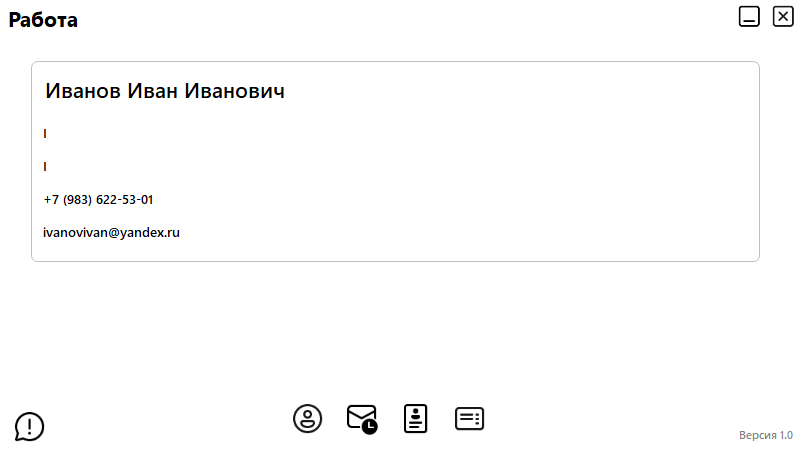 Работа
Иванов Иван Иванович
I
I
+7 (983) 622-53-01
ivanovivan@yandex.ru
Версия 1.0